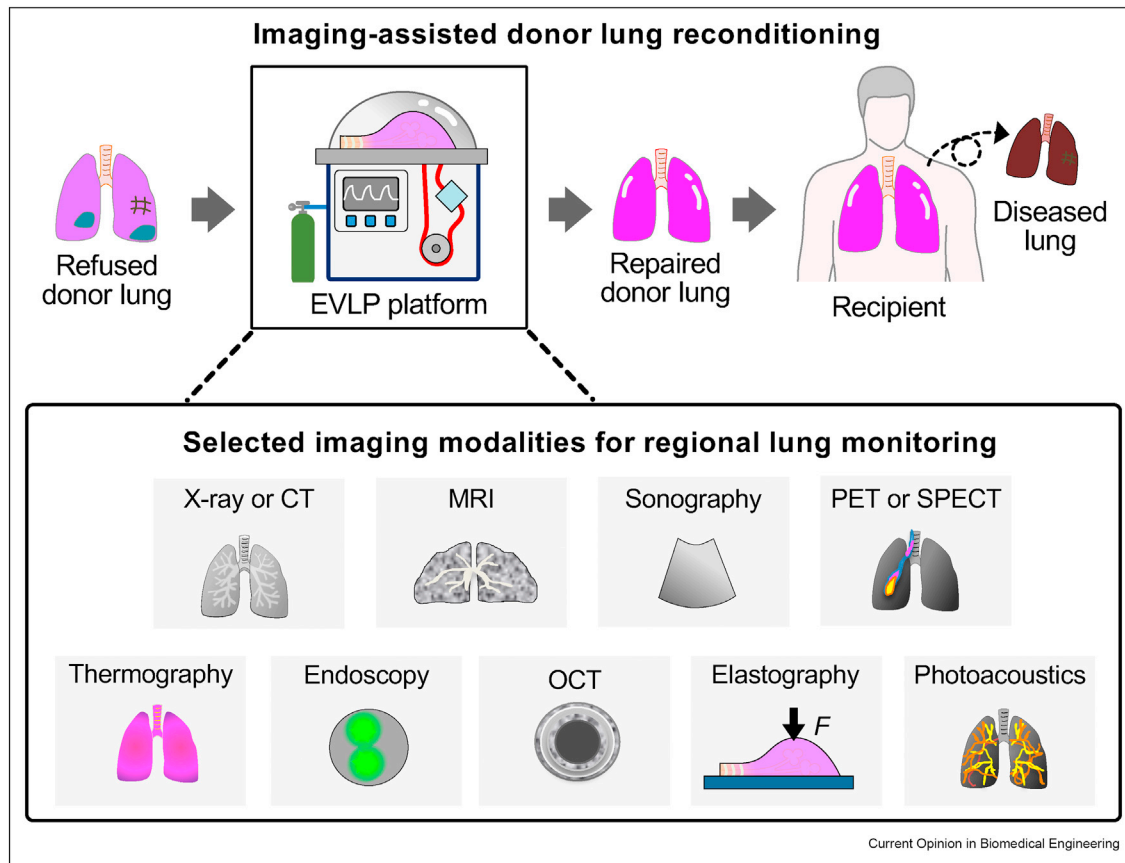 Imaging-assisted donor lung reconditioning
Refused
donor lung
EVLP platform
Repaired
donor lung
Recipient
Diseased
lung
Selected imaging modalities for regional lung monitoring
X-ray or CT
MRI
Sonography
PET or SPECT
Thermography
Endoscopy
OCT
Elastography
F
Photoacoustics
Current Opinion in Biomedical Engineering